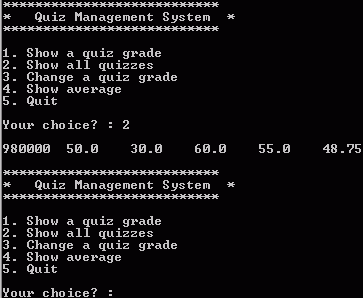 ***************************
*   Quiz Management System  *
***************************
1. Show a quiz grade
2. Show all quizzes
3. Change a quiz grade
4. Show average
5. Quit
Your choice? : 2
980000  50.0    30.0    60.0    55.0    48.75
***************************
*   Quiz Management System  *
***************************
1. Show a quiz grade
2. Show all quizzes
3. Change a quiz grade
4. Show average
5. Quit
Your choice? :